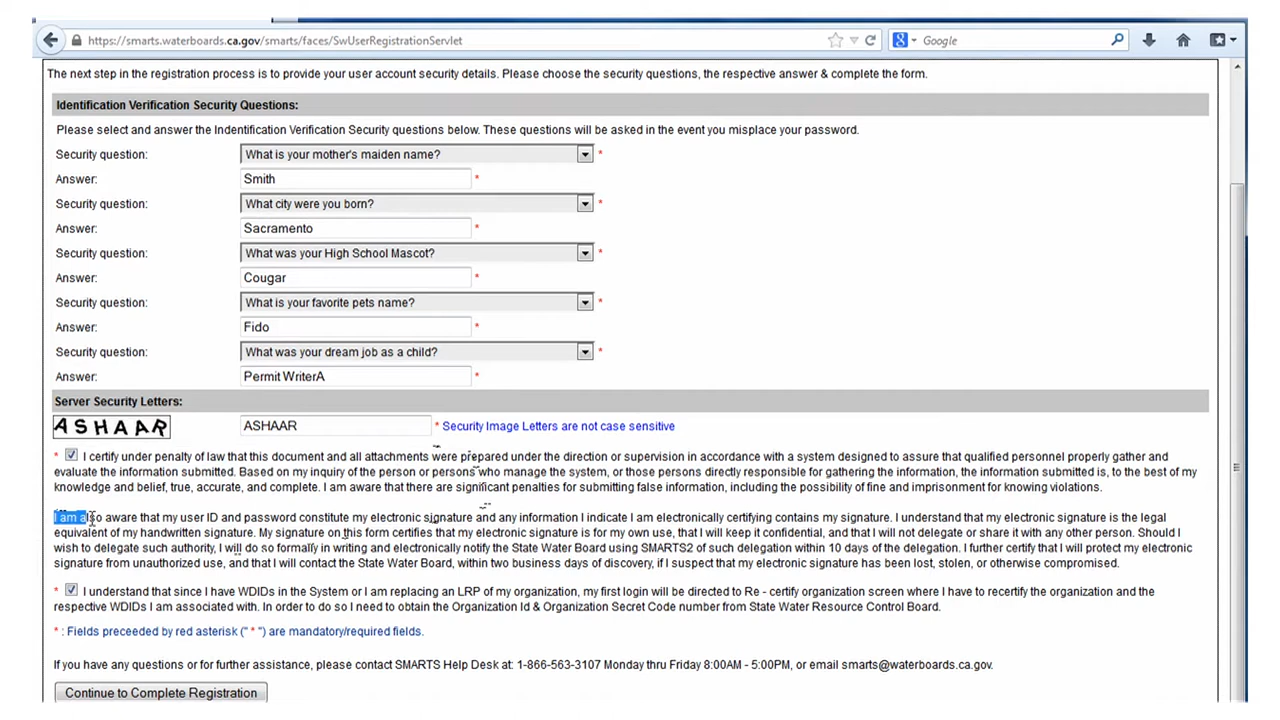 https://smarts.waterboards.ca.gov/smarts/faces/SwUserRegistrationServlet
Google
The next step in the registration process is to provide your user account security details. Please choose the security questions, the respective answer & complete the form.
Identification Verification Security Questions:
Please select and answer the Indentification Verification Security questions below. These questions will be asked in the event you misplace your password.
Security question: What is your mother's maiden name? *
Answer: Smith *
Security question: What city were you born? *
Answer: Sacramento *
Security question: What was your High School Mascot? *
Answer: Cougar *
Security question: What is your favorite pets name? *
Answer: Fido *
Security question: What was your dream job as a child? *
Answer: Permit WriterA *
Server Security Letters:
ASHAAR ASHAAR * Security Image Letters are not case sensitive
* I certify under penalty of law that this document and all attachments were prepared under the direction or supervision in accordance with a system designed to assure that qualified personnel properly gather and
evaluate the information submitted. Based on my inquiry of the person or persons who manage the system, or those persons directly responsible for gathering the information, the information submitted is, to the best of my
knowledge and belief, true, accurate, and complete. I am aware that there are significant penalties for submitting false information, including the possibility of fine and imprisonment for knowing violations.
I am also aware that my user ID and password constitute my electronic signature and any information I indicate I am electronically certifying contains my signature. I understand that my electronic signature is the legal
equivalent of my handwritten signature. My signature on this form certifies that my electronic signature is for my own use, that I will keep it confidential, and that I will not delegate or share it with any other person. Should I
wish to delegate such authority, I will do so formally in writing and electronically notify the State Water Board using SMARTS2 of such delegation within 10 days of the delegation. I further certify that I will protect my electronic
signature from unauthorized use, and that I will contact the State Water Board, within two business days of discovery, if I suspect that my electronic signature has been lost, stolen, or otherwise compromised.
* I understand that since I have WDIDs in the System or I am replacing an LRP of my organization, my first login will be directed to Re - certify organization screen where I have to recertify the organization and the
respective WDIDs I am associated with. In order to do so I need to obtain the Organization Id & Organization Secret Code number from State Water Resource Control Board.
* : Fields preceeded by red asterisk (" * ") are mandatory/required fields.
If you have any questions or for further assistance, please contact SMARTS Help Desk at: 1-866-563-3107 Monday thru Friday 8:00AM - 5:00PM, or email smarts@waterboards.ca.gov.
Continue to Complete Registration